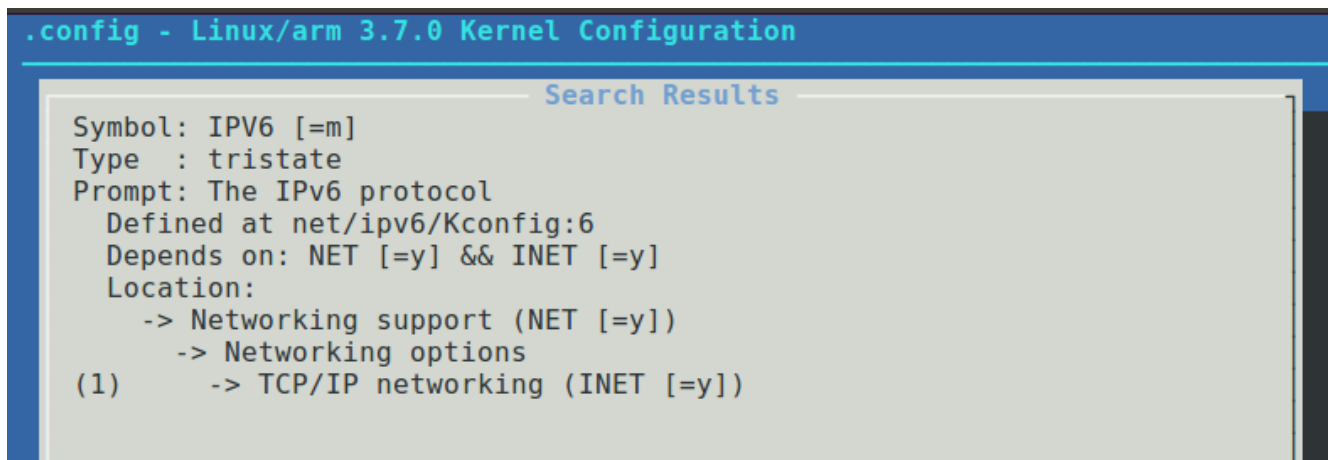 .config - Linux/arm 3.7.0 Kernel Configuration
Search Results
Symbol: IPV6 [=m]
Type  : tristate
Prompt: The IPv6 protocol
  Defined at net/ipv6/Kconfig:6
  Depends on: NET [=y] && INET [=y]
  Location:
    -> Networking support (NET [=y])
      -> Networking options
(1)     -> TCP/IP networking (INET [=y])